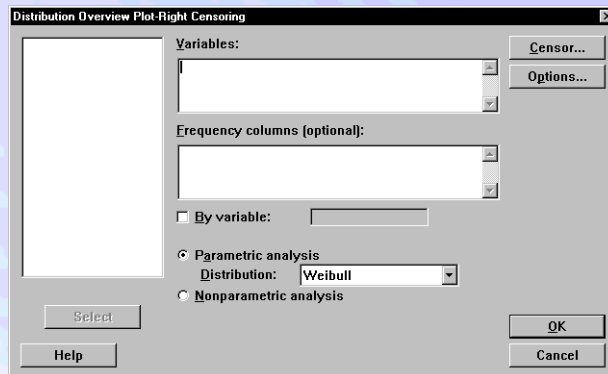 Distribution Overview Plot-Right Censoring
Variables:
Censor...
Options...
Frequency columns (optional):
By variable:
Parametric analysis
Distribution: Weibull
Nonparametric analysis
Select
OK
Help
Cancel